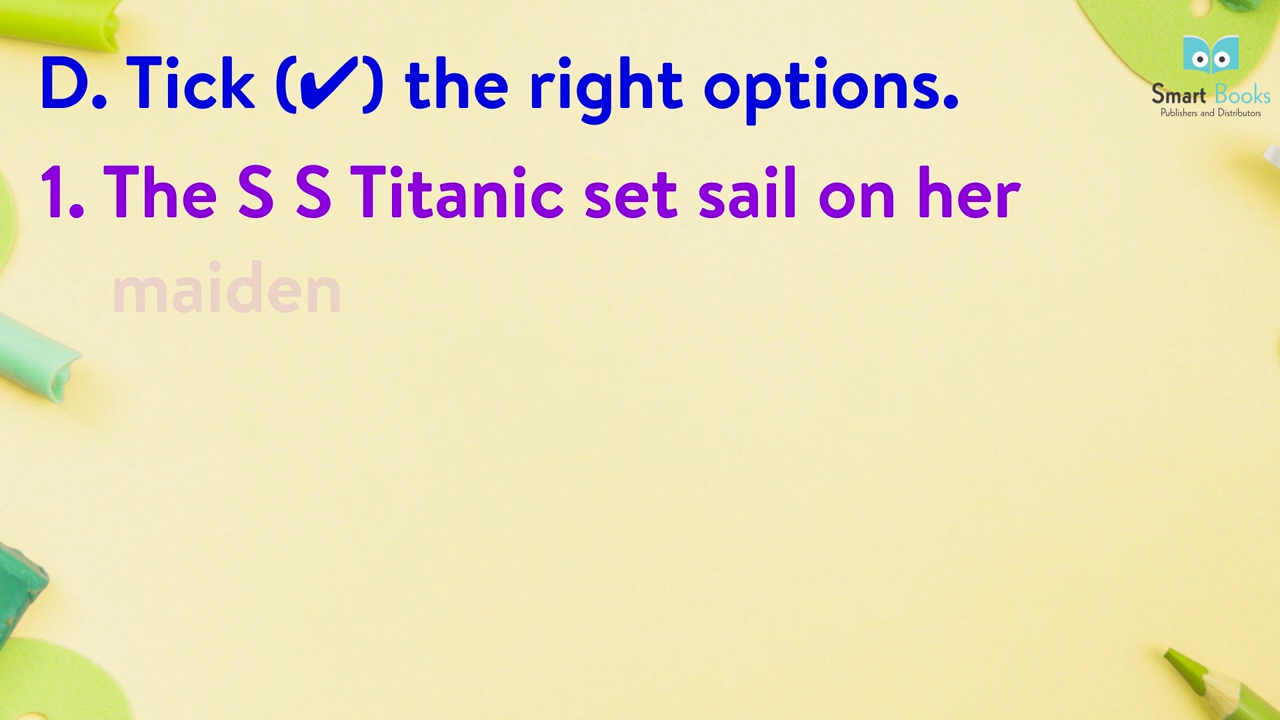 D. Tick (✔) the right options.
Smart Books
Publishers and Distributors
1. The S S Titanic set sail on her
maiden